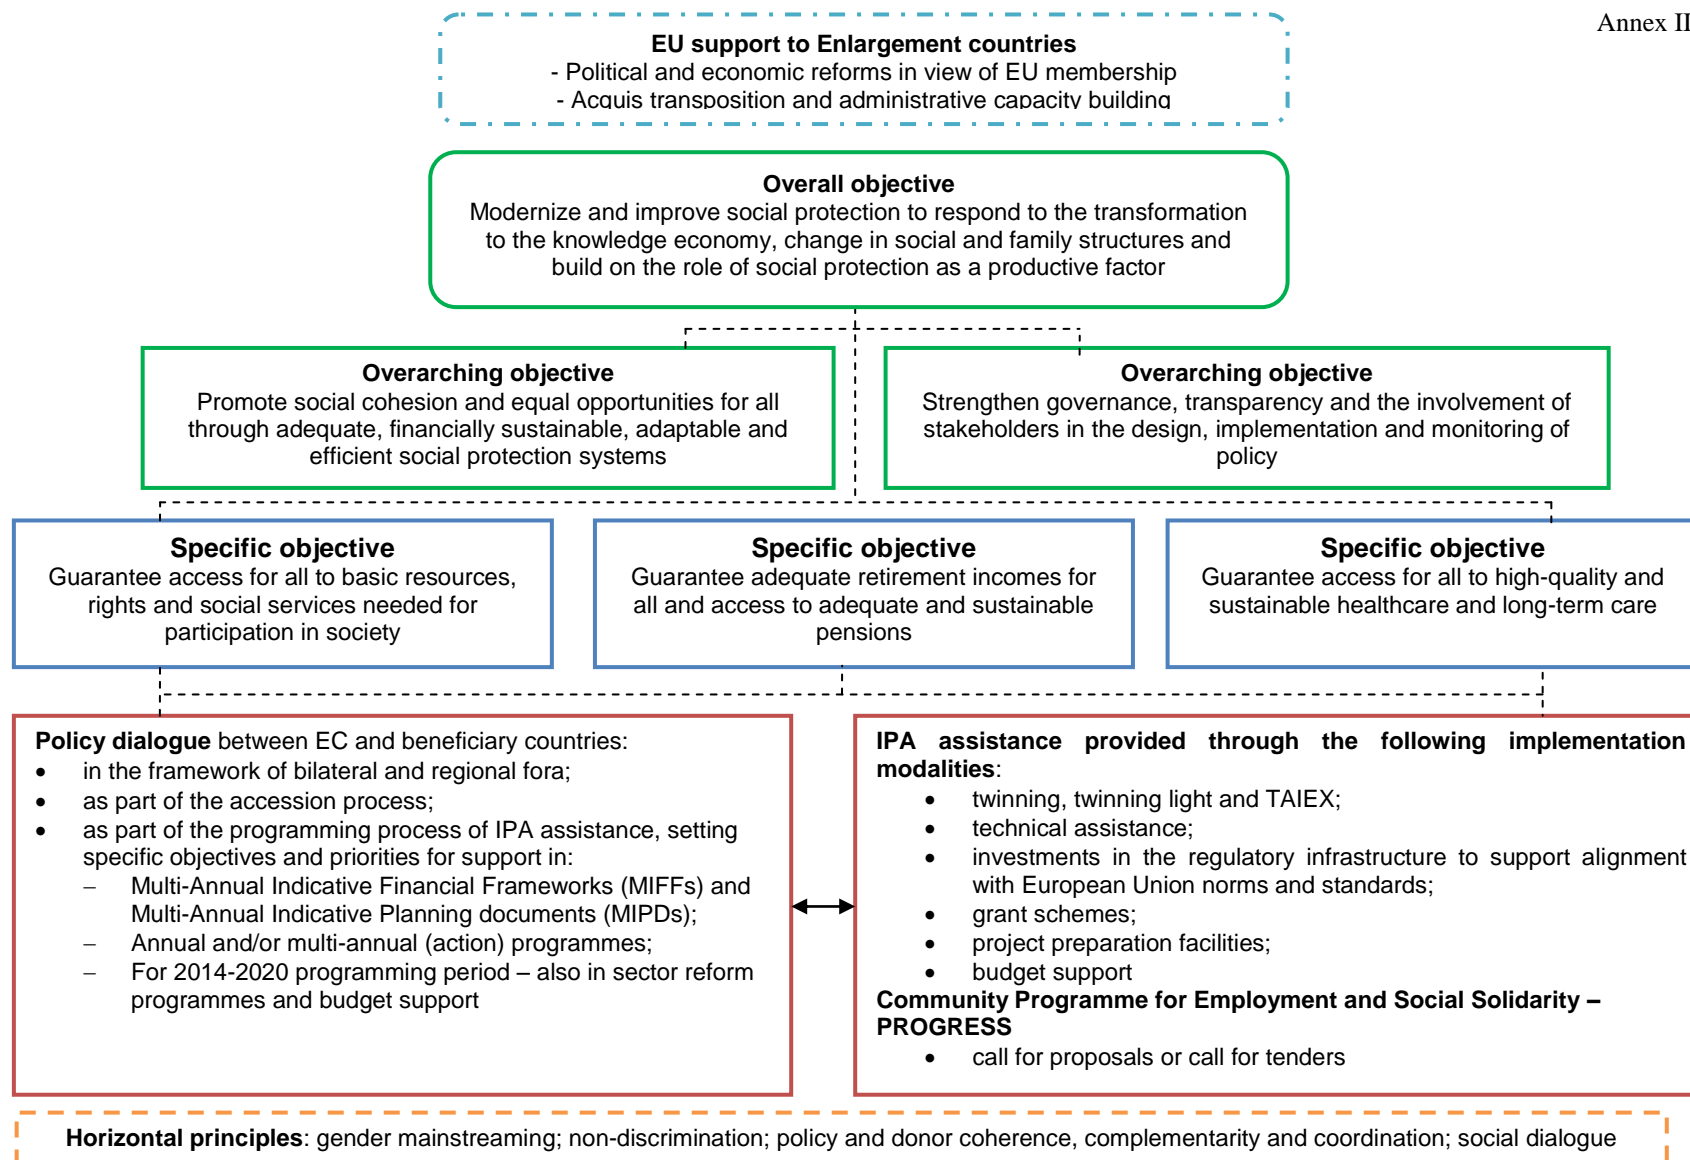 Annex II
EU support to Enlargement countries
- Political and economic reforms in view of EU membership
- Acquis transposition and administrative capacity building
Overall objective
Modernize and improve social protection to respond to the transformation
to the knowledge economy, change in social and family structures and
build on the role of social protection as a productive factor
Overarching objective
Promote social cohesion and equal opportunities for all
through adequate, financially sustainable, adaptable and
efficient social protection systems
Overarching objective
Strengthen governance, transparency and the involvement of
stakeholders in the design, implementation and monitoring of
policy
Specific objective
Guarantee access for all to basic resources,
rights and social services needed for
participation in society
Specific objective
Guarantee adequate retirement incomes for
all and access to adequate and sustainable
pensions
Specific objective
Guarantee access for all to high-quality and
sustainable healthcare and long-term care
Policy dialogue between EC and beneficiary countries:
• in the framework of bilateral and regional fora;
• as part of the accession process;
• as part of the programming process of IPA assistance, setting
specific objectives and priorities for support in:
− Multi-Annual Indicative Financial Frameworks (MIFFs) and
Multi-Annual Indicative Planning documents (MIPDs);
− Annual and/or multi-annual (action) programmes;
− For 2014-2020 programming period – also in sector reform
programmes and budget support
IPA assistance provided through the following implementation
modalities:
• twinning, twinning light and TAIEX;
• technical assistance;
• investments in the regulatory infrastructure to support alignment
with European Union norms and standards;
• grant schemes;
• project preparation facilities;
• budget support
Community Programme for Employment and Social Solidarity –
PROGRESS
• call for proposals or call for tenders
Horizontal principles: gender mainstreaming; non-discrimination; policy and donor coherence, complementarity and coordination; social dialogue